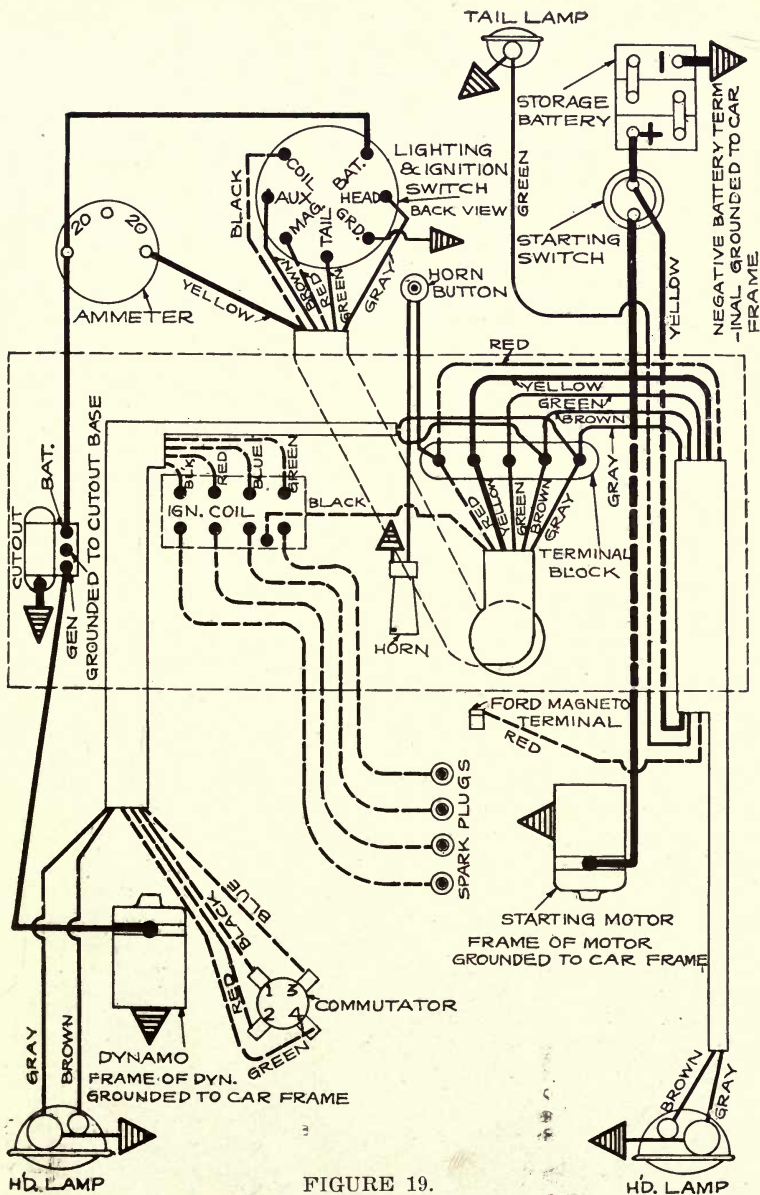 TAIL LAMP
STORAGE
BATTERY
-
+
NEGATIVE BATTERY TERM
-INAL GROUNDED TO CAR
FRAME
LIGHTING
& IGNITION
SWITCH
BACK VIEW
COIL
BAT.
AUX
HEAD
MAG.
TAIL
GRD.
BLACK
BROWN
RED
GREEN
GRAY
20 0 20
AMMETER
YELLOW
HORN
BUTTON
GREEN
STARTING
SWITCH
YELLOW
RED
YELLOW
GREEN
BROWN
GRAY
BAT.
CUTOUT
GEN
GROUNDED TO CUTOUT BASE
BLK
RED
BLUE
GREEN
IGN. COIL
BLACK
RED
YELLOW
GREEN
BROWN
GRAY
TERMINAL
BLOCK
HORN
FORD MAGNETO
TERMINAL
RED
SPARK PLUGS
STARTING MOTOR
FRAME OF MOTOR
GROUNDED TO CAR FRAME
BLUE
BLACK
RED
GREEN
1 3
2 4
COMMUTATOR
DYNAMO
FRAME OF DYN.
GROUNDED TO CAR FRAME
GRAY
BROWN
BROWN
GRAY
H'D. LAMP
H'D. LAMP
FIGURE 19.